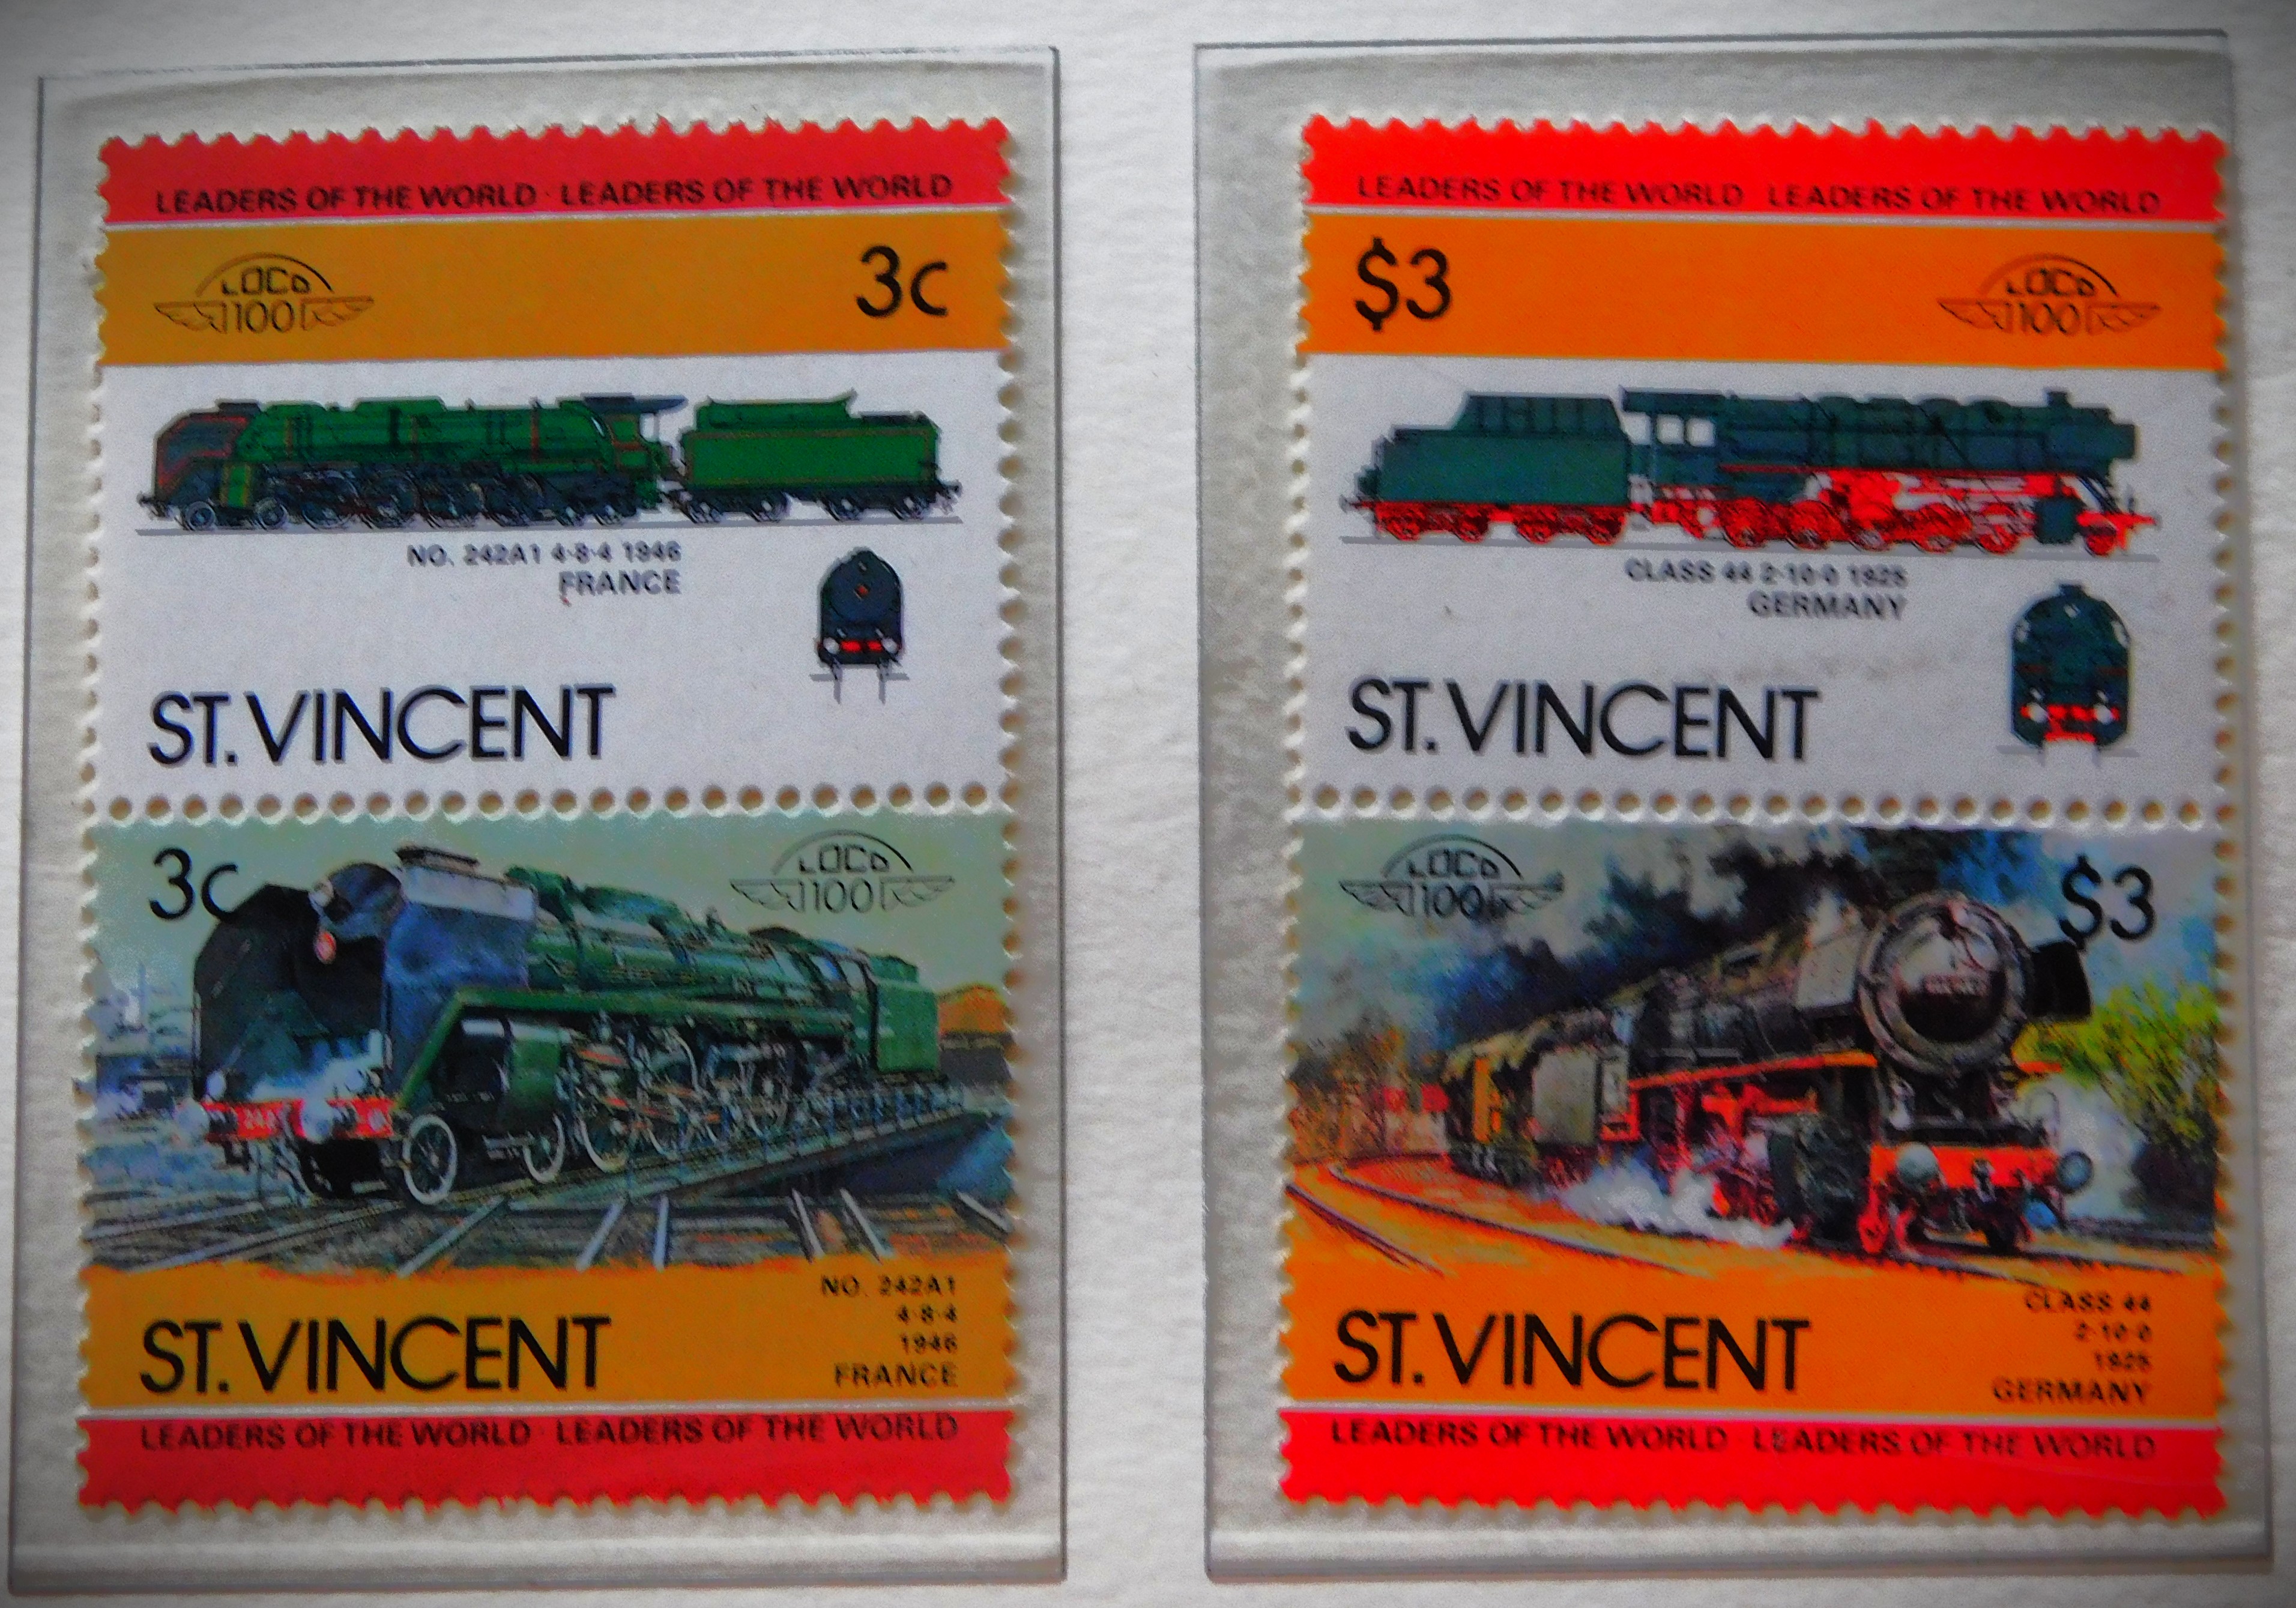 LEADERS OF THE WORLD · LEADERS OF THE WORLD
LOCO
100
3c
NO. 242A1 4·8·4 1946
FRANCE
ST. VINCENT
3c
LOCO
100
ST. VINCENT
NO. 242A1
4·8·4
1946
FRANCE
LEADERS OF THE WORLD · LEADERS OF THE WORLD
LEADERS OF THE WORLD · LEADERS OF THE WORLD
$3
LOCO
100
CLASS 44 2·10·0 1925
GERMANY
ST. VINCENT
LOCO
100
$3
ST. VINCENT
CLASS 44
2·10·0
1925
GERMANY
LEADERS OF THE WORLD · LEADERS OF THE WORLD